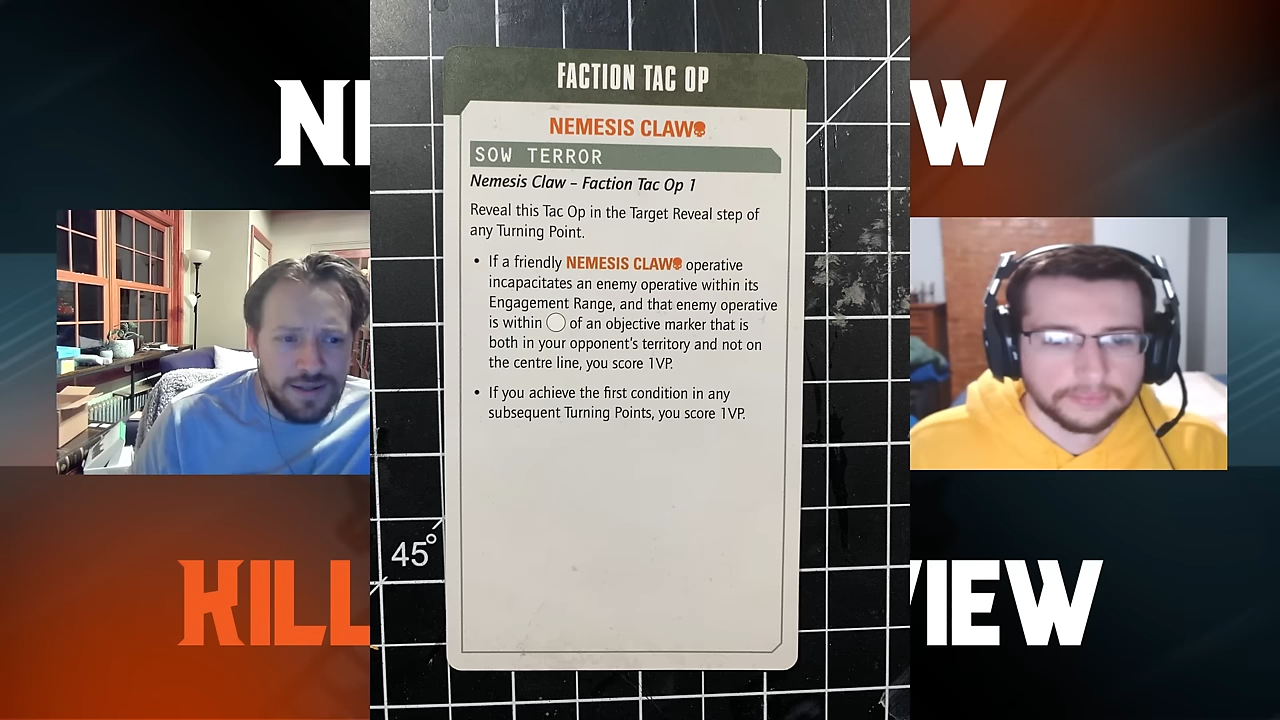 FACTION TAC OP
NEMESIS CLAW
SOW TERROR
Nemesis Claw – Faction Tac Op 1
Reveal this Tac Op in the Target Reveal step of
any Turning Point.
• If a friendly NEMESIS CLAW operative
incapacitates an enemy operative within its
Engagement Range, and that enemy operative
is within of an objective marker that is
both in your opponent's territory and not on
the centre line, you score 1VP.
• If you achieve the first condition in any
subsequent Turning Points, you score 1VP.
45°
KILL